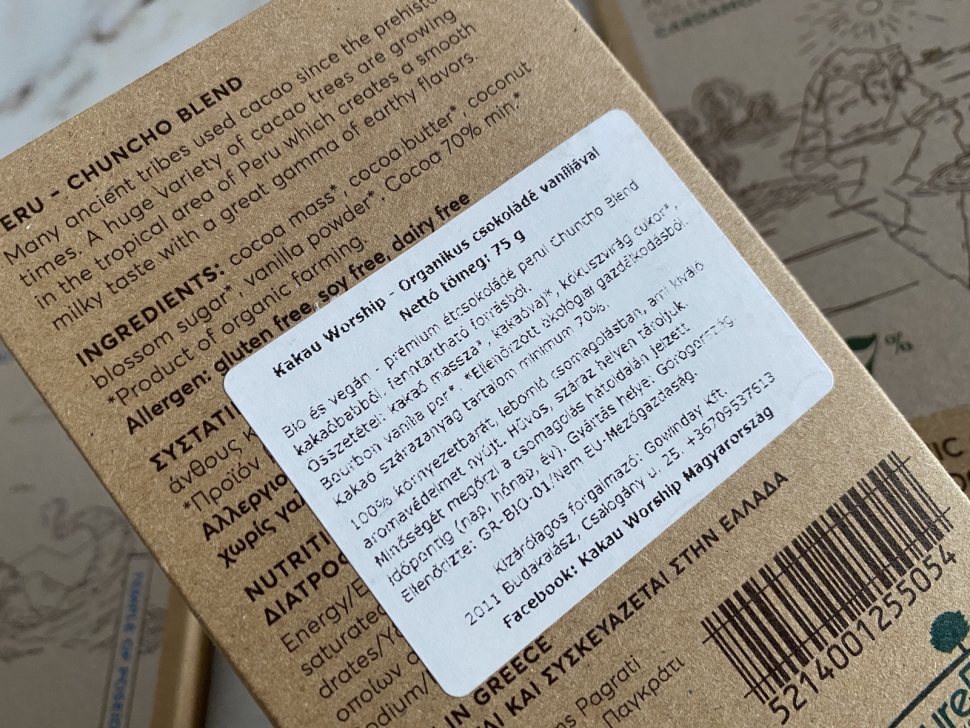 ERU - CHUNCHO BLEND
Many ancient tribes used cacao since the prehisto
times. A huge Variety of cacao trees are growing
in the tropical area of Peru which creates a smooth
milky taste with a great gamma of earthy flavors.
INGREDIENTS: cocoa mass*, cocoa butter*, coconut
blossom sugar*, vanilla powder*. Cocoa 70% min.*
*Product of organic farming.
Allergen: gluten free, soy free, dairy free
ΣΥΣΤΑΤΙ
άνθους κ
*Προϊόν
Αλλεργιο
χωρίς γα
NUTRITI
ΔΙΑΤΡΟΦ
Energy/Ε
saturate
drates/Υ
οποίων
odium/
IN GREECE
ΑΙ ΚΑΙ ΣΥΣΚΕΥΑΖΕΤΑΙ ΣΤΗΝ ΕΛΛΑΔΑ
ns Pagrati
Παγκράτι
Kakau Worship - Organikus csokoládé vaníliával
Nettó tömeg: 75 g
Bio és vegán - prémium étcsokoládé perui Chuncho Blend
kakaóbabból, fenntartható forrásból.
Összetétel: kakaó massza*, kakaóvaj*, kókuszvirág cukor*,
Bourbon vanília por*. *Ellenőrzött ökológiai gazdálkodásból.
Kakaó szárazanyag tartalom minimum 70%.
100% környezetbarát, lebomló csomagolásban, ami kiváló
aromavédelmet nyújt. Hűvös, száraz helyen tároljuk.
Minőségét megőrzi a csomagolás hátoldalán jelzett
időpontig (nap, hónap, év). Gyártás helye: Görögország.
Ellenőrizte: GR-BIO-01/Nem EU-Mezőgazdaság.
Kizárólagos forgalmazó: Gowinday Kft.
2011 Budakalász, Csalogány u. 25. +36709537513
Facebook: Kakau Worship Magyarország
5214001255054
%